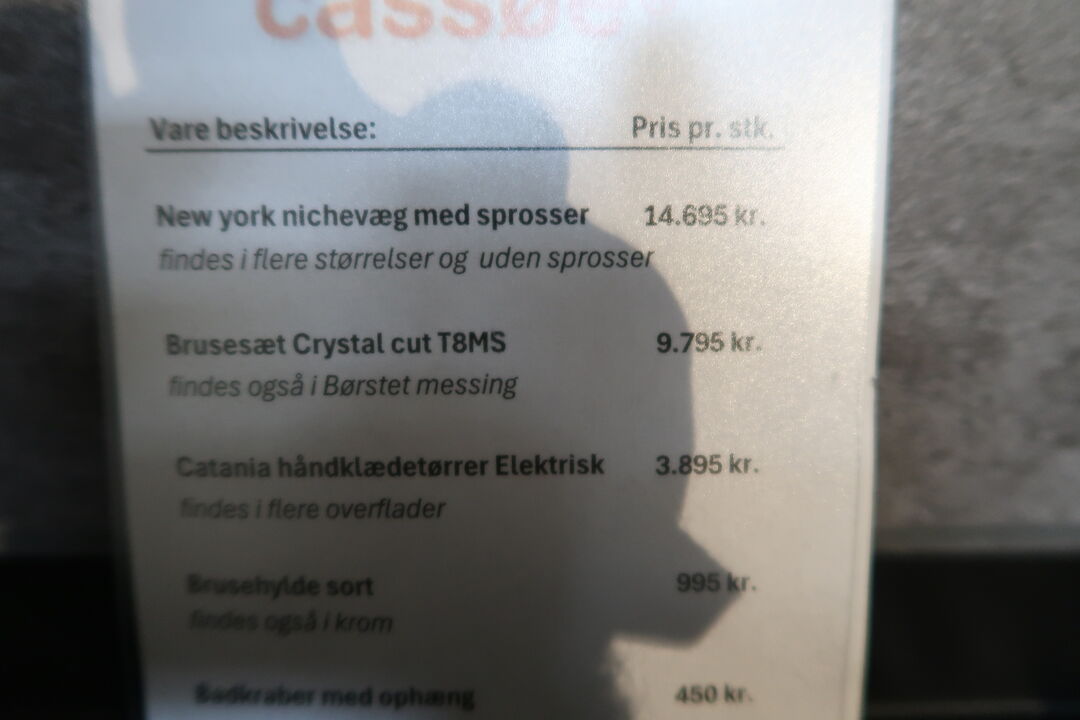 cassøe
Vare beskrivelse: Pris pr. stk.
New york nichevæg med sprosser 14.695 kr.
findes i flere størrelser og uden sprosser
Brusesæt Crystal cut T8MS 9.795 kr.
findes også i Børstet messing
Catania håndklædetørrer Elektrisk 3.895 kr.
findes i flere overflader
Brusehylde sort 995 kr.
findes også i krom
Badkraber med ophæng 450 kr.